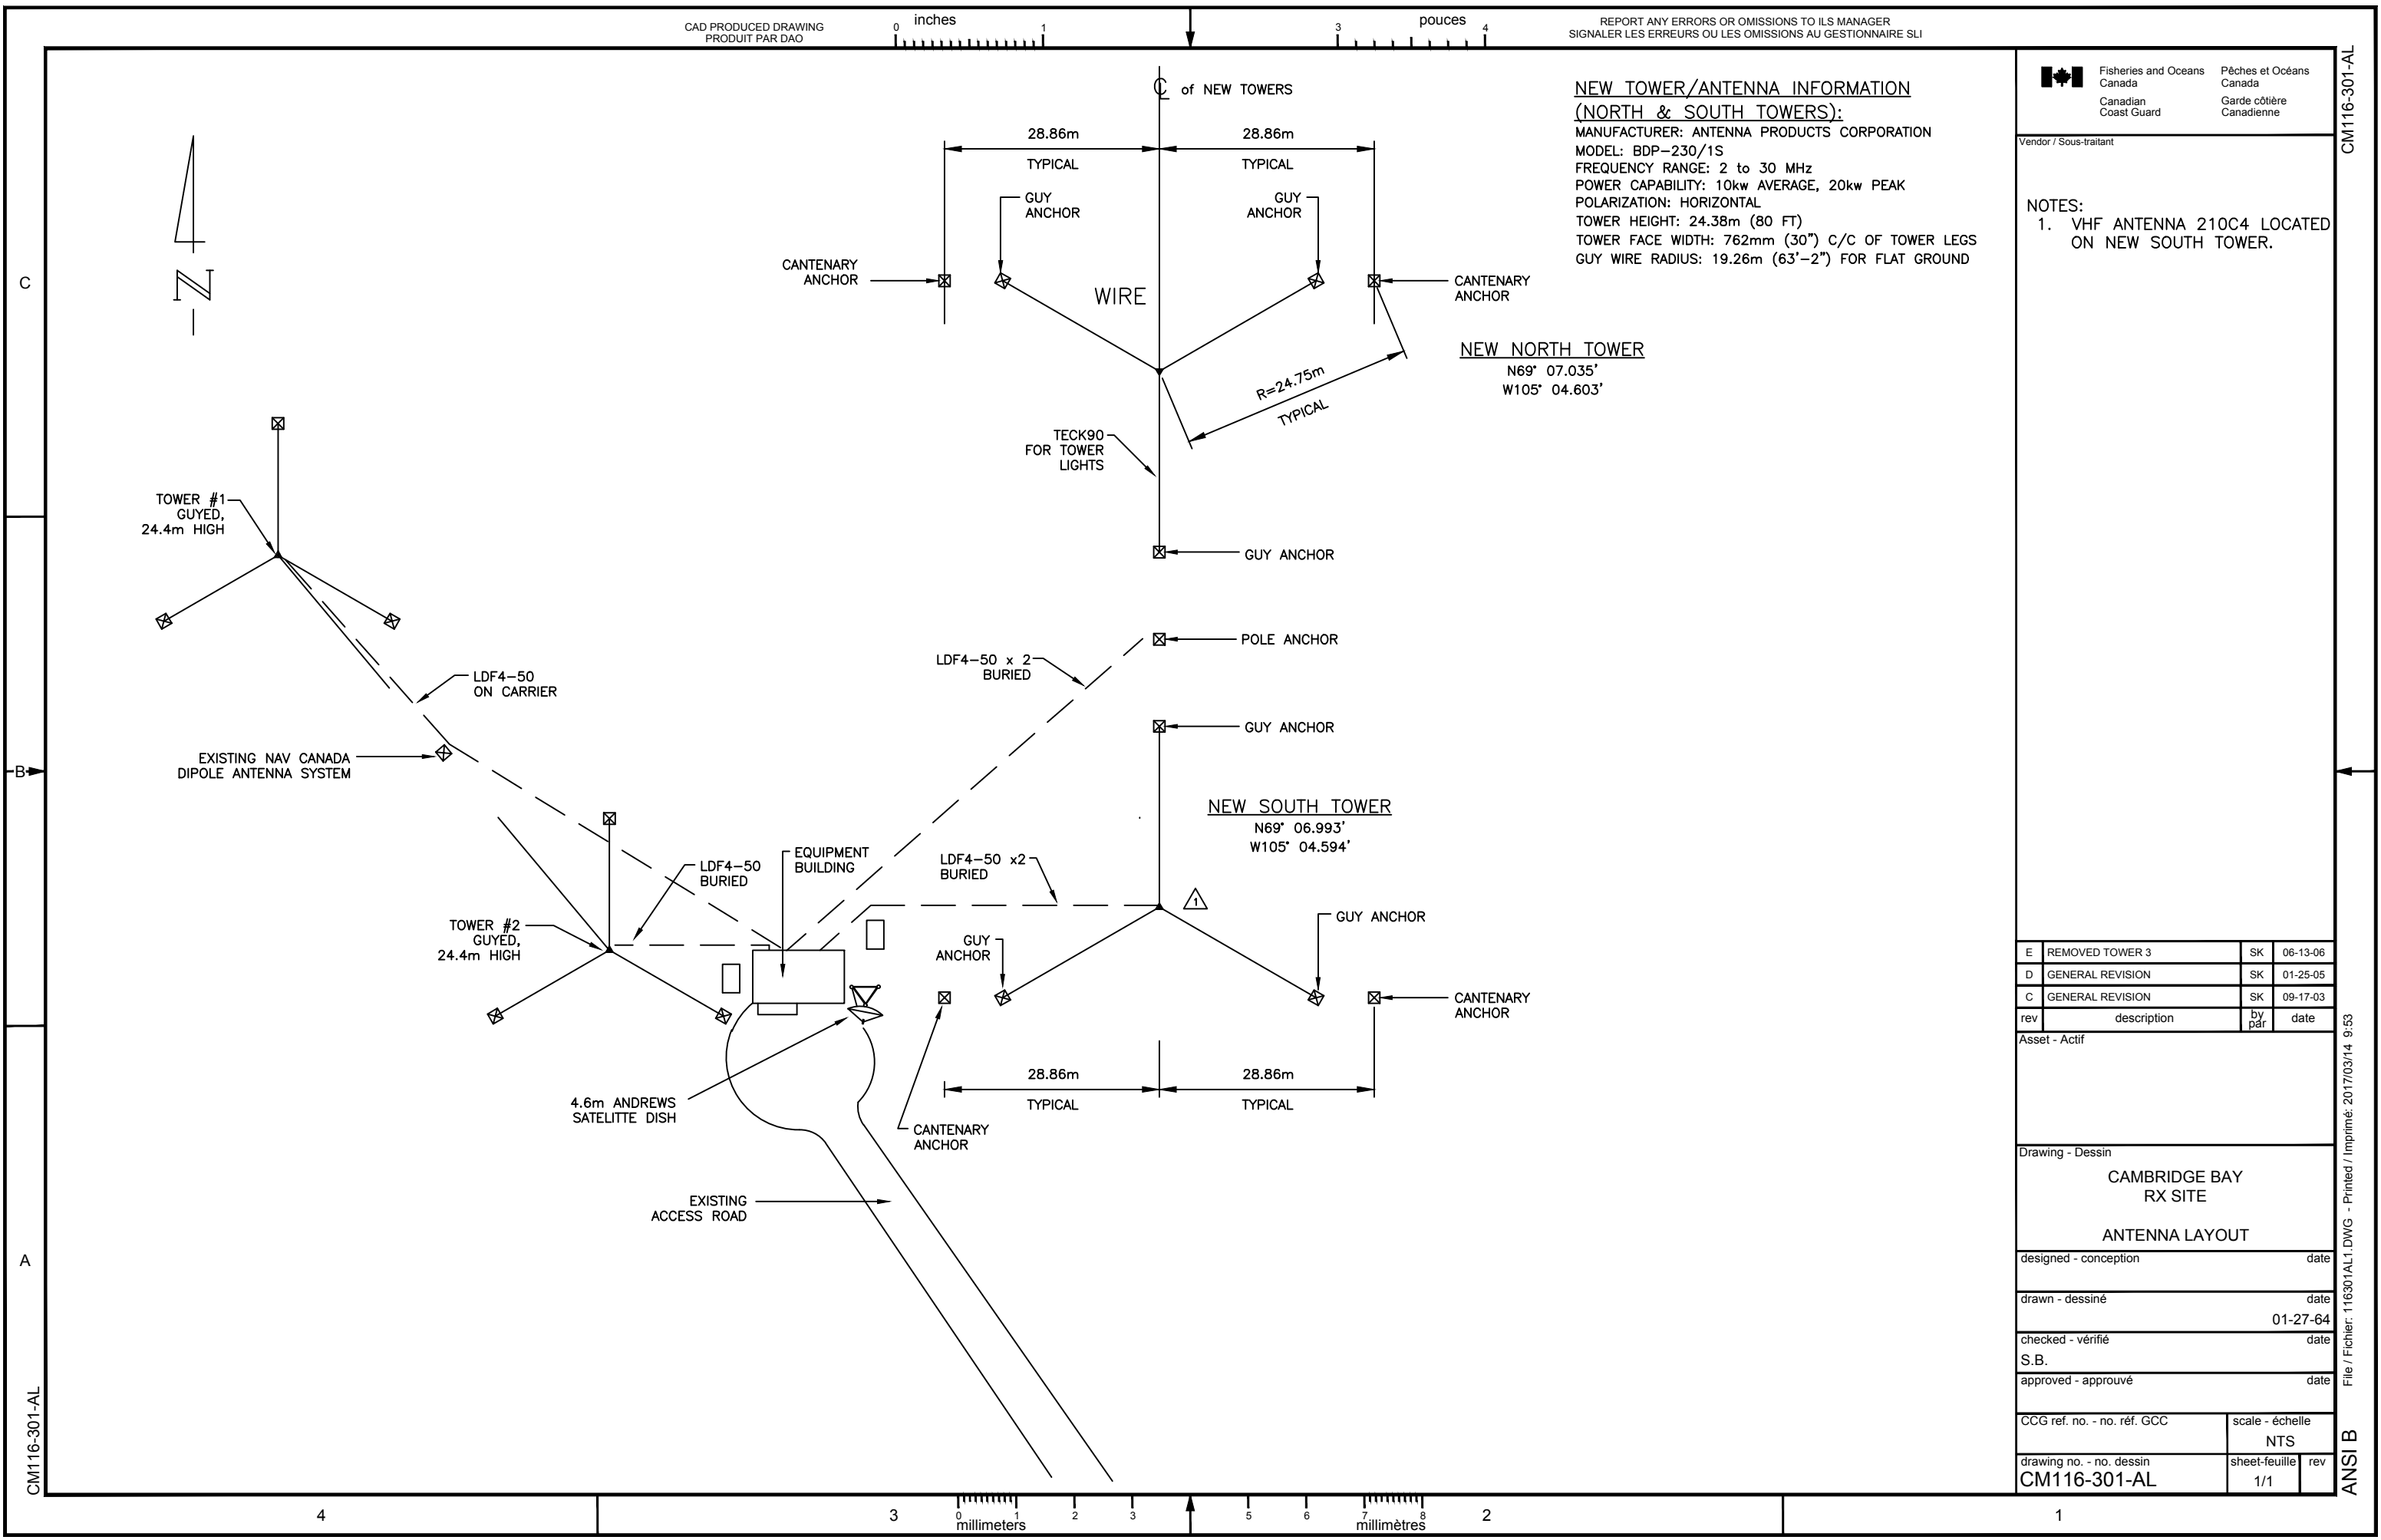 CAD PRODUCED DRAWING
PRODUIT PAR DAO
inches
pouces
0
1
3
4
REPORT ANY ERRORS OR OMISSIONS TO ILS MANAGER
SIGNALER LES ERREURS OU LES OMISSIONS AU GESTIONNAIRE SLI
℄ of NEW TOWERS
28.86m
TYPICAL
28.86m
TYPICAL
GUY
ANCHOR
GUY
ANCHOR
CANTENARY
ANCHOR
CANTENARY
ANCHOR
WIRE
N
NEW TOWER/ANTENNA INFORMATION
(NORTH & SOUTH TOWERS):
MANUFACTURER: ANTENNA PRODUCTS CORPORATION
MODEL: BDP-230/1S
FREQUENCY RANGE: 2 to 30 MHz
POWER CAPABILITY: 10kw AVERAGE, 20kw PEAK
POLARIZATION: HORIZONTAL
TOWER HEIGHT: 24.38m (80 FT)
TOWER FACE WIDTH: 762mm (30") C/C OF TOWER LEGS
GUY WIRE RADIUS: 19.26m (63'-2") FOR FLAT GROUND
NEW NORTH TOWER
N69° 07.035'
W105° 04.603'
R=24.75m
TYPICAL
TECK90
FOR TOWER
LIGHTS
TOWER #1
GUYED,
24.4m HIGH
GUY ANCHOR
POLE ANCHOR
LDF4-50 x 2
BURIED
LDF4-50
ON CARRIER
GUY ANCHOR
EXISTING NAV CANADA
DIPOLE ANTENNA SYSTEM
NEW SOUTH TOWER
N69° 06.993'
W105° 04.594'
LDF4-50
BURIED
EQUIPMENT
BUILDING
LDF4-50 x2
BURIED
1
TOWER #2
GUYED,
24.4m HIGH
GUY ANCHOR
GUY
ANCHOR
CANTENARY
ANCHOR
28.86m
TYPICAL
28.86m
TYPICAL
4.6m ANDREWS
SATELITTE DISH
CANTENARY
ANCHOR
EXISTING
ACCESS ROAD
C
B
A
4
3
2
1
0
1
2
3
5
6
7
8
millimeters
millimètres
CM116-301-AL
Fisheries and Oceans
Canada
Canadian
Coast Guard
Pêches et Océans
Canada
Garde côtière
Canadienne
Vendor / Sous-traitant
NOTES:
1. VHF ANTENNA 210C4 LOCATED
ON NEW SOUTH TOWER.
E REMOVED TOWER 3 SK 06-13-06
D GENERAL REVISION SK 01-25-05
C GENERAL REVISION SK 09-17-03
rev description by par date
Asset - Actif
Drawing - Dessin
CAMBRIDGE BAY
RX SITE
ANTENNA LAYOUT
designed - conception date
drawn - dessiné date
01-27-64
checked - vérifié date
S.B.
approved - approuvé date
CCG ref. no. - no. réf. GCC
scale - échelle
NTS
drawing no. - no. dessin
CM116-301-AL
sheet-feuille
1/1
rev
CM116-301-AL
File / Fichier: 116301AL1.DWG - Printed / Imprimé: 2017/03/14 9:53
ANSI B